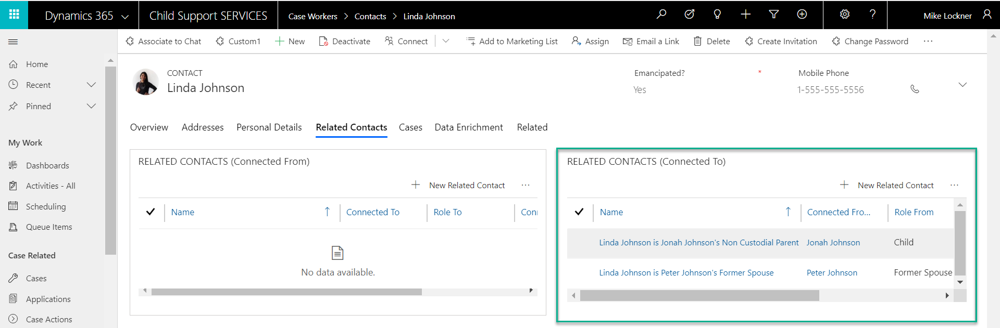 Dynamics 365 Child Support SERVICES Case Workers > Contacts > Linda Johnson ? Mike Lockner
Associate to Chat Custom1 New Deactivate Connect Add to Marketing List Assign Email a Link Delete Create Invitation Change Password ...
Home
Recent
Pinned
My Work
Dashboards
Activities - All
Scheduling
Queue Items
Case Related
Cases
Applications
Case Actions
CONTACT
Linda Johnson
Emancipated? *
Yes
Mobile Phone
1-555-555-5556
Overview Addresses Personal Details Related Contacts Cases Data Enrichment Related
RELATED CONTACTS (Connected From)
New Related Contact ...
Name ↑ Connected To Role To Conn
No data available.
RELATED CONTACTS (Connected To)
New Related Contact ...
Name ↑ Connected Fro... Role From
Linda Johnson is Jonah Johnson's Non Custodial Parent Jonah Johnson Child
Linda Johnson is Peter Johnson's Former Spouse Peter Johnson Former Spouse